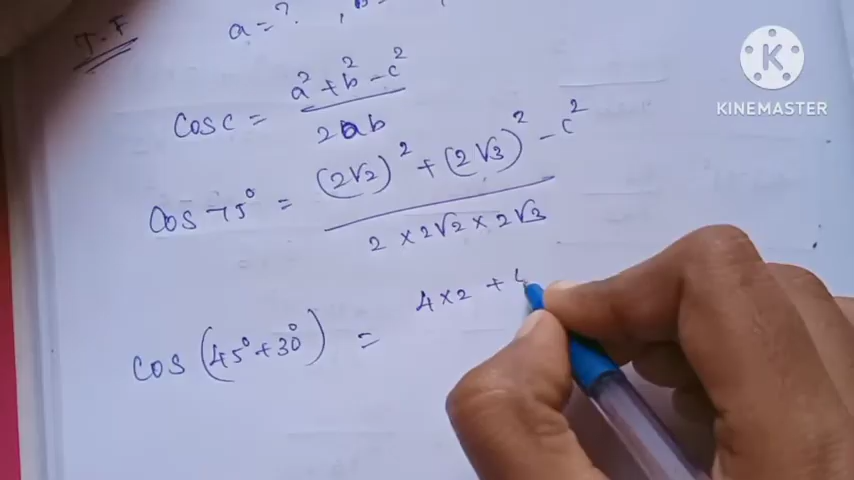 T.F
a = ?
cos c = a² + b² - c² / 2ab
KINEMASTER
Cos 75° = (2√2)² + (2√3)² - c² / 2 × 2√2 × 2√3
cos (45° + 30°) = 4×2 +